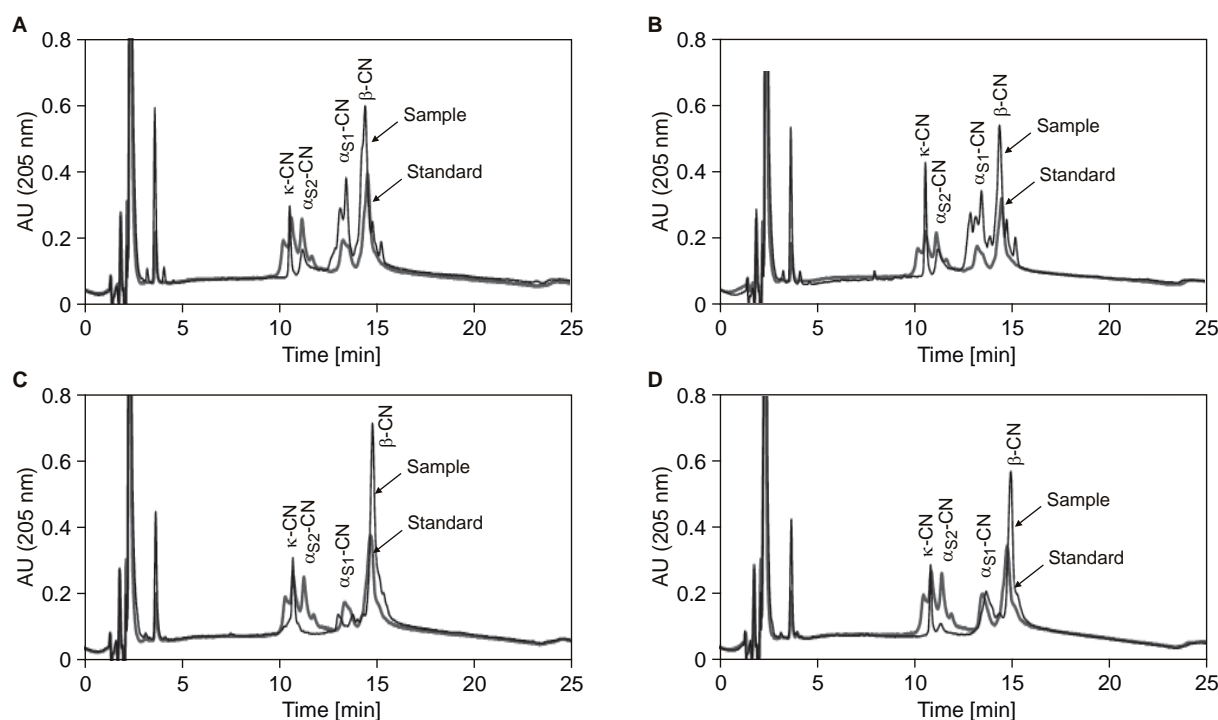 A
AU (205 nm)
0.8
0.6
0.4
0.2
0
0 5 10 15 20 25
Time [min]
κ-CN
αS2-CN
αS1-CN
β-CN
Sample
Standard
B
AU (205 nm)
0.8
0.6
0.4
0.2
0
0 5 10 15 20 25
Time [min]
κ-CN
αS2-CN
αS1-CN
β-CN
Sample
Standard
C
AU (205 nm)
0.8
0.6
0.4
0.2
0
0 5 10 15 20 25
Time [min]
κ-CN
αS2-CN
αS1-CN
β-CN
Sample
Standard
D
AU (205 nm)
0.8
0.6
0.4
0.2
0
0 5 10 15 20 25
Time [min]
κ-CN
αS2-CN
αS1-CN
β-CN
Sample
Standard